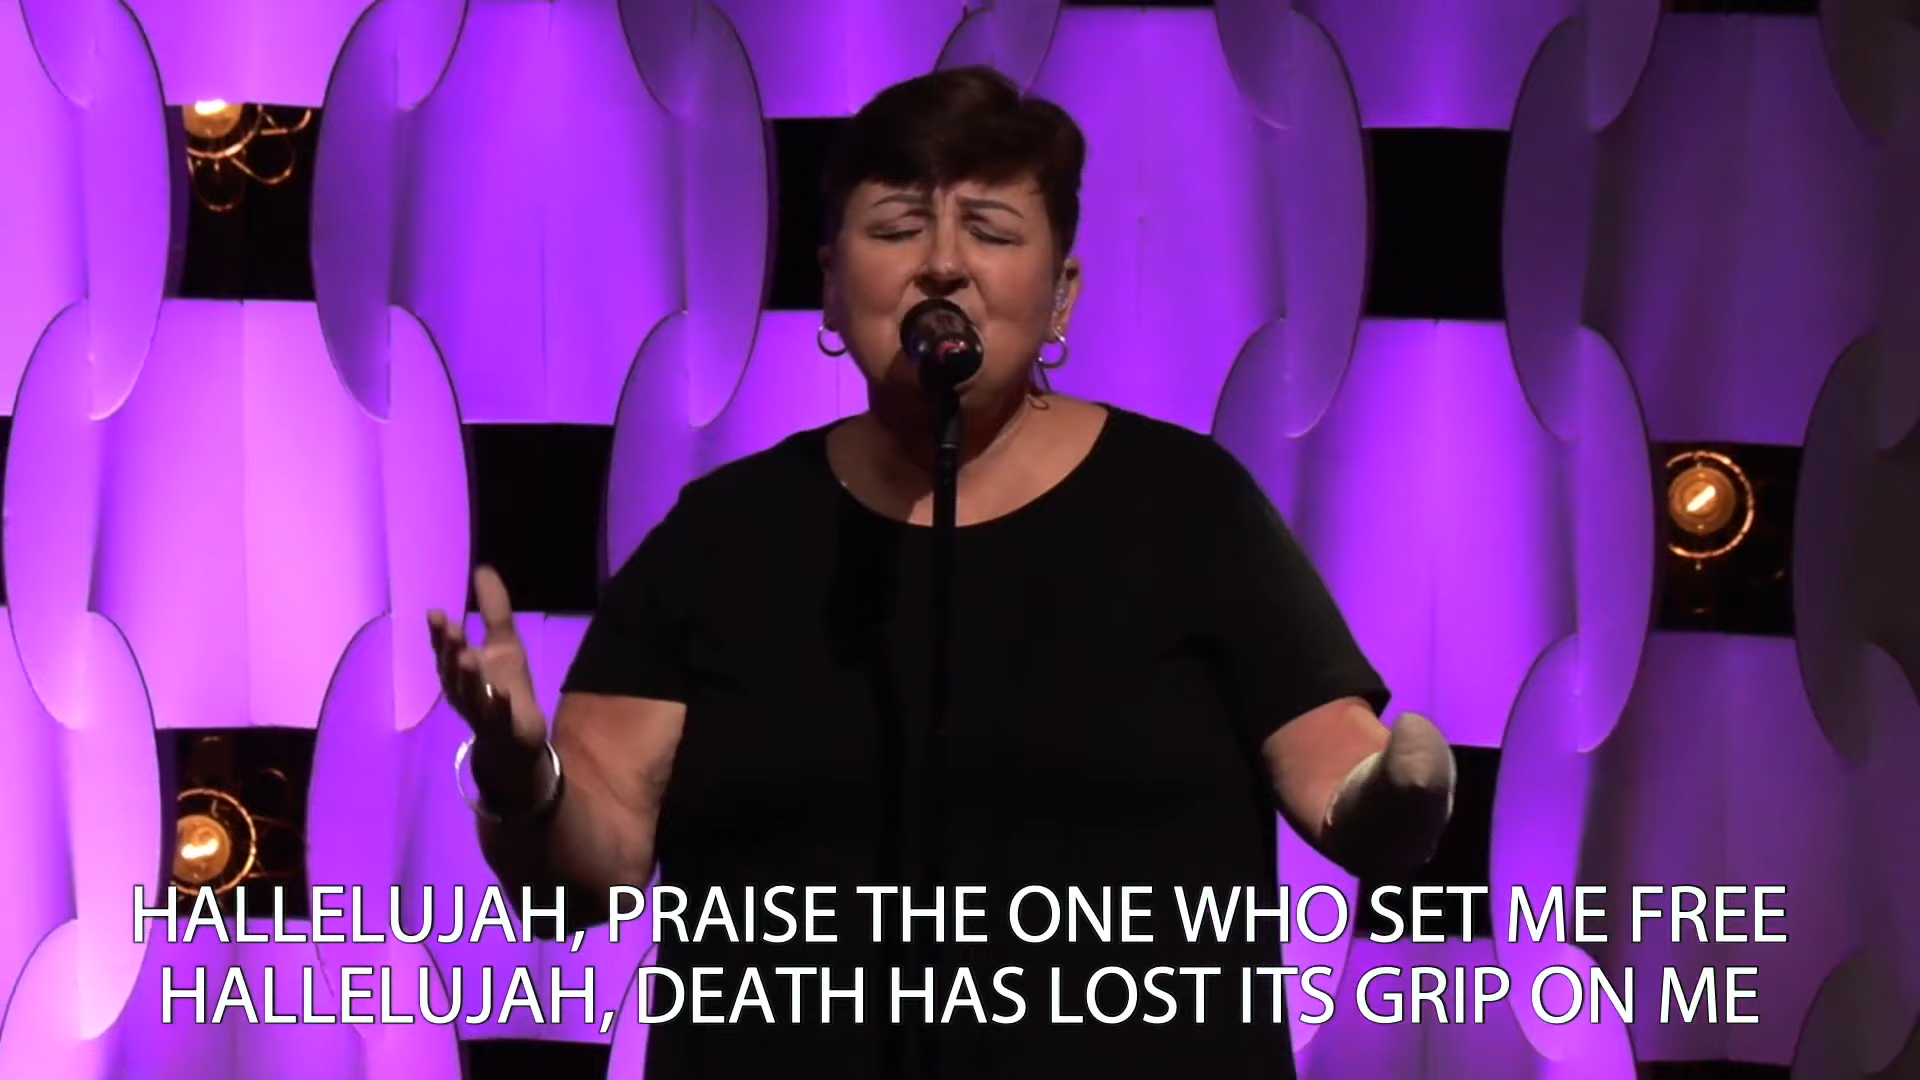 HALLELUJAH, PRAISE THE ONE WHO SET ME FREE
HALLELUJAH, DEATH HAS LOST ITS GRIP ON ME